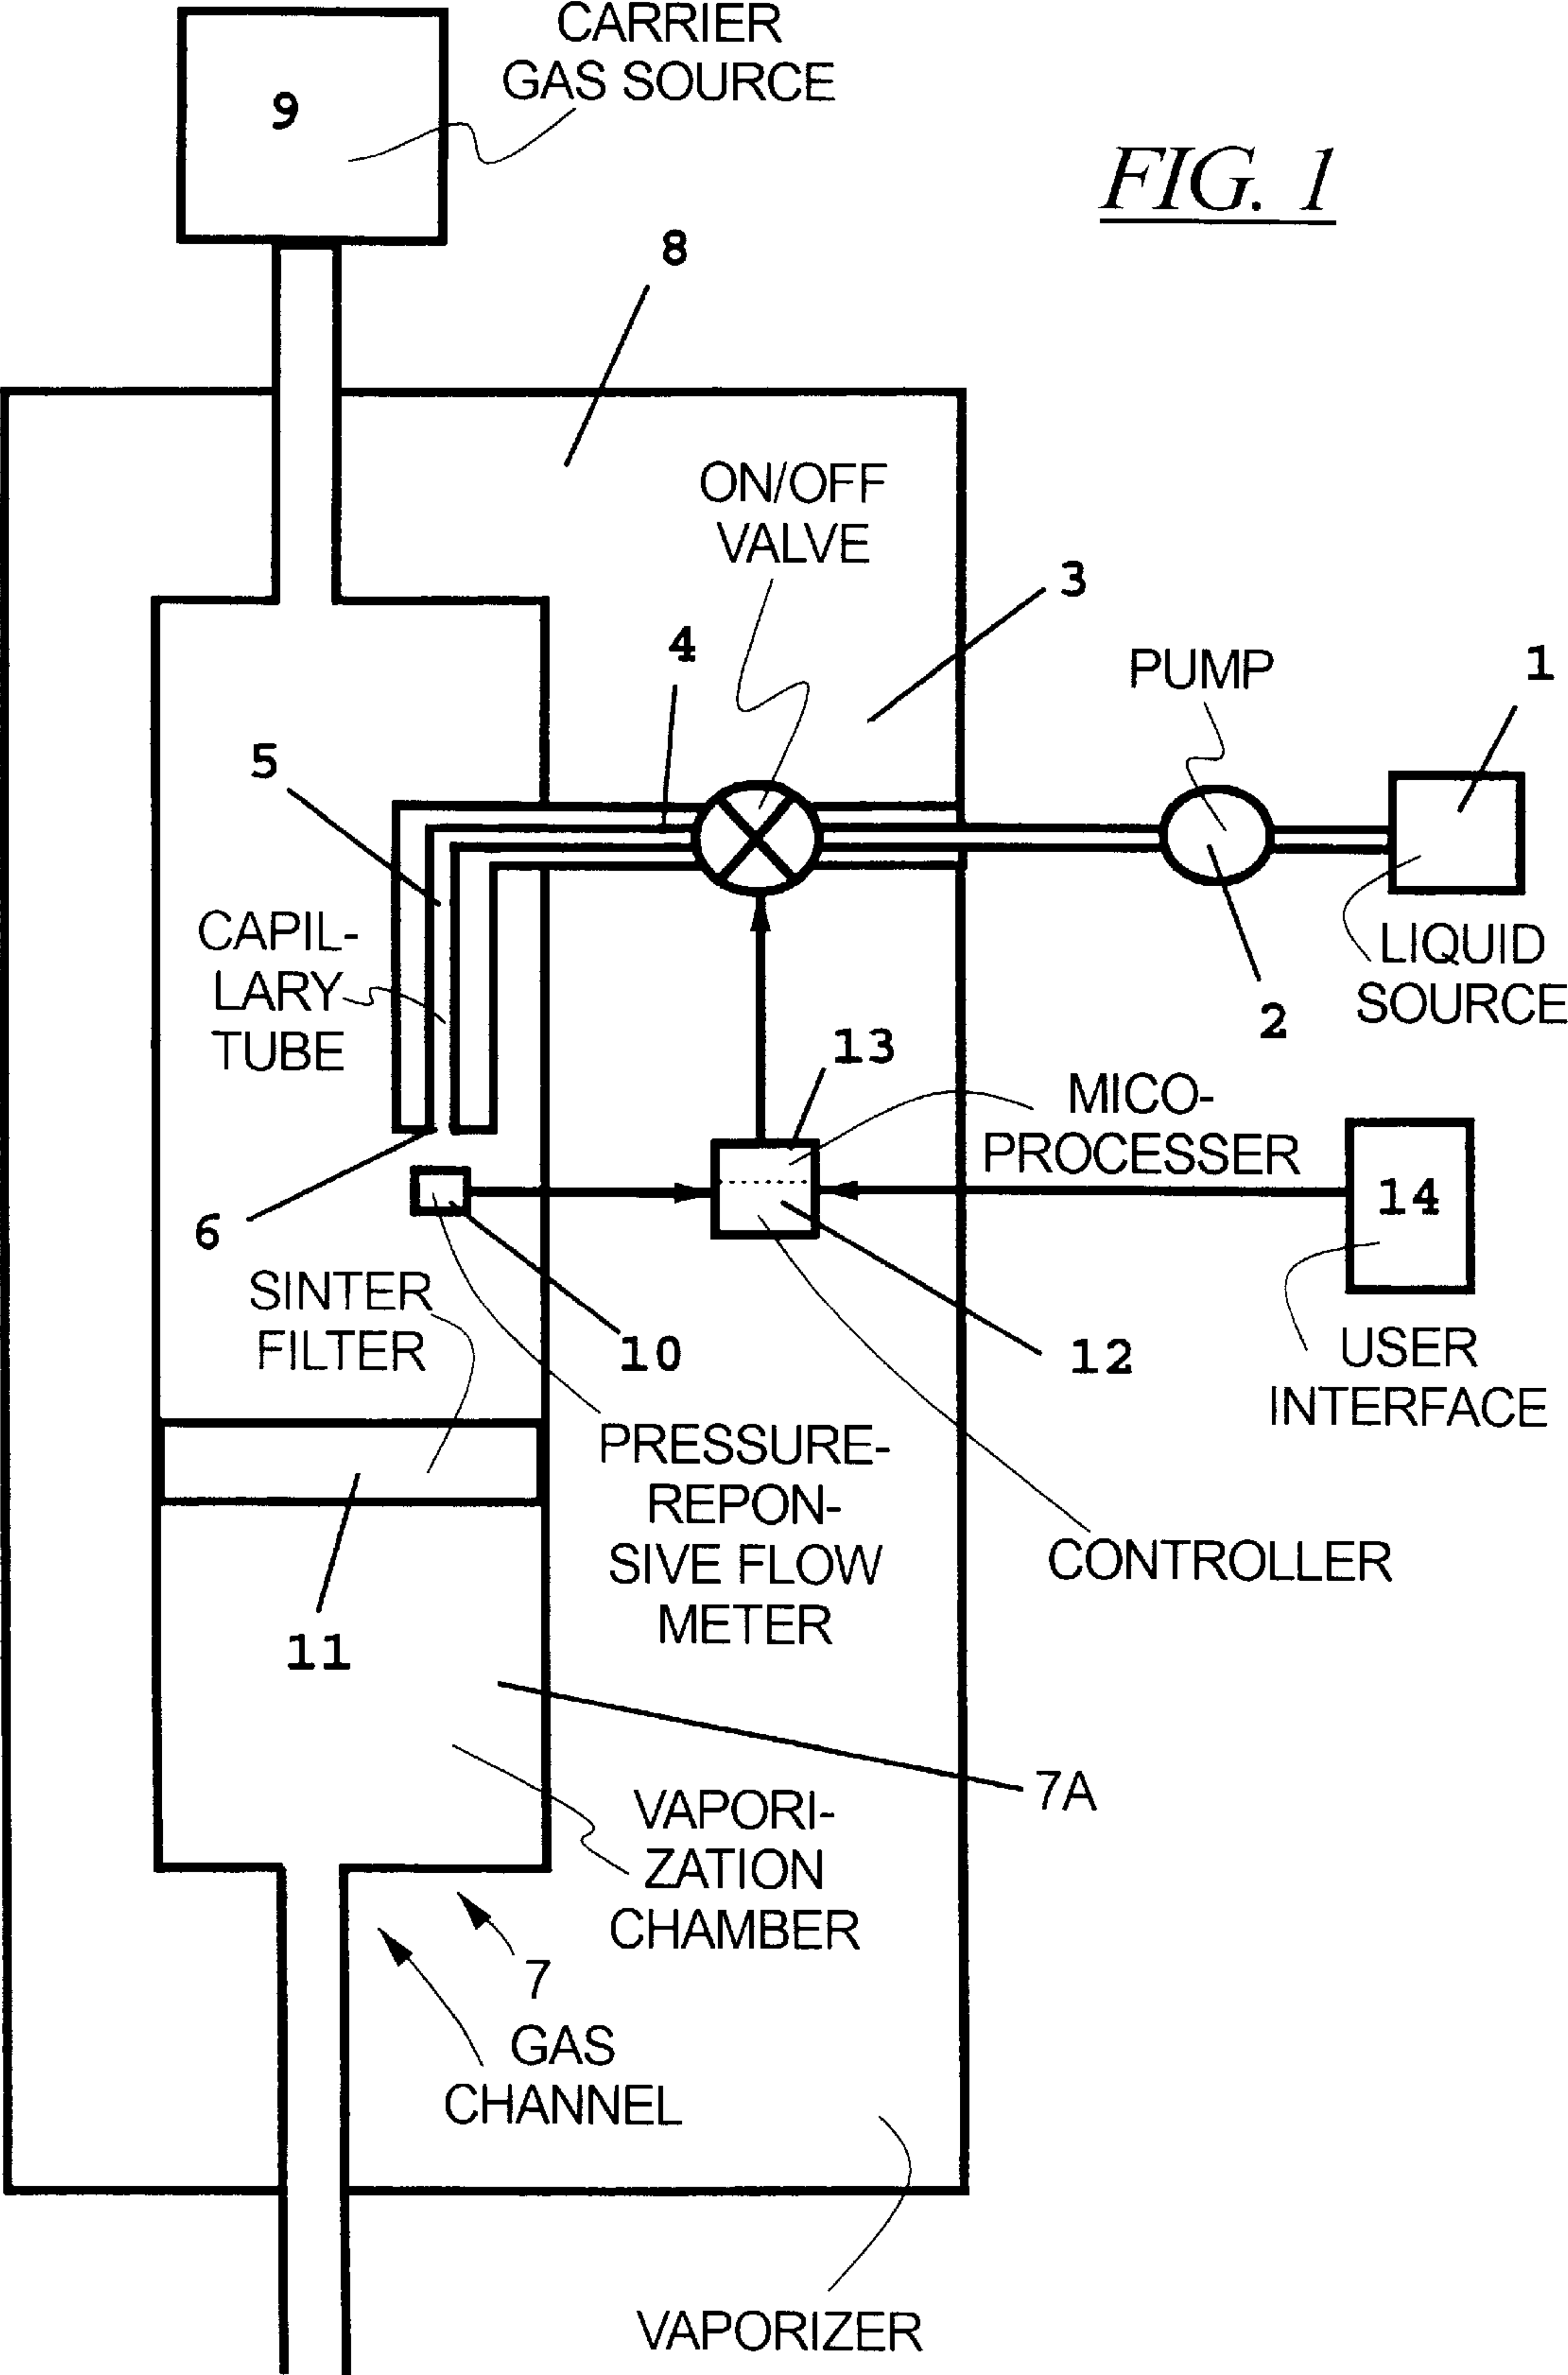 CARRIER
GAS SOURCE
9
FIG. 1
8
ON/OFF
VALVE
3
4
PUMP
1
5
CAPIL-
LARY
TUBE
LIQUID
SOURCE
2
13
MICO-
PROCESSER
14
6
SINTER
FILTER
10
12
USER
INTERFACE
PRESSURE-
REPON-
SIVE FLOW
METER
CONTROLLER
11
7A
VAPORI-
ZATION
CHAMBER
7
GAS
CHANNEL
VAPORIZER